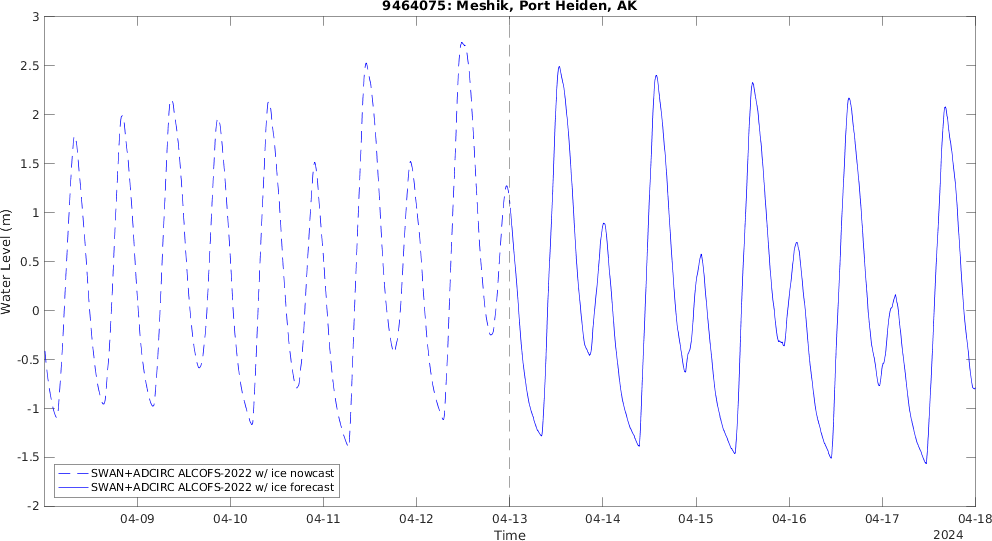 9464075: Meshik, Port Heiden, AK
Water Level (m)
3
2.5
2
1.5
1
0.5
0
-0.5
-1
-1.5
-2
SWAN+ADCIRC ALCOFS-2022 w/ ice nowcast
SWAN+ADCIRC ALCOFS-2022 w/ ice forecast
04-09 04-10 04-11 04-12 04-13 04-14 04-15 04-16 04-17 04-18
Time
2024